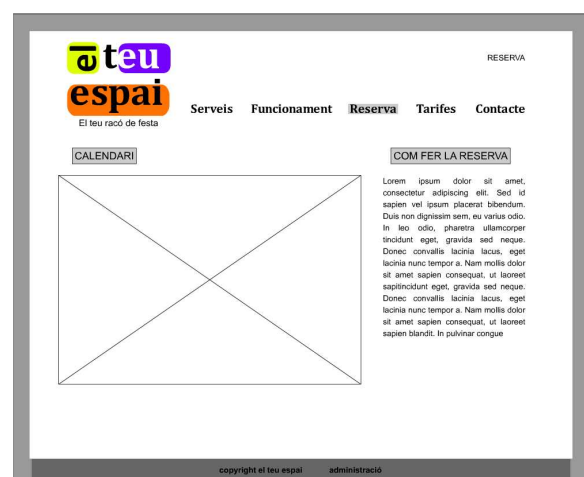 el teu
espai
El teu racó de festa
RESERVA
Serveis Funcionament Reserva Tarifes Contacte
CALENDARI
COM FER LA RESERVA
Lorem ipsum dolor sit amet,
consectetur adipiscing elit. Sed id
sapien vel ipsum placerat bibendum.
Duis non dignissim sem, eu varius odio.
In leo odio, pharetra ullamcorper
tincidunt eget, gravida sed neque.
Donec convallis lacinia lacus, eget
lacinia nunc tempor a. Nam mollis dolor
sit amet sapien consequat, ut laoreet
sapitincidunt eget, gravida sed neque.
Donec convallis lacinia lacus, eget
lacinia nunc tempor a. Nam mollis dolor
sit amet sapien consequat, ut laoreet
sapien blandit. In pulvinar congue
copyright el teu espai administració